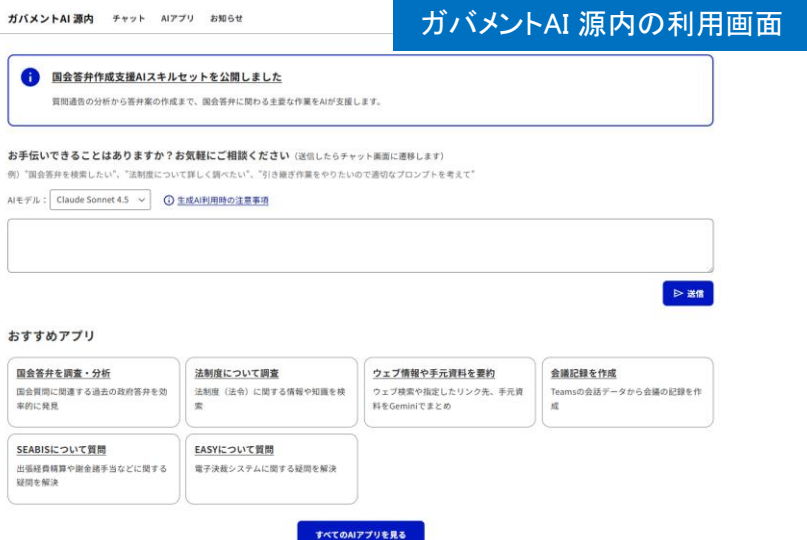 ガバメントAI 源内 チャット AIアプリ お知らせ
ガバメントAI 源内の利用画面
国会答弁作成支援AIスキルセットを公開しました
質問通告の分析から答弁案の作成まで、国会答弁に関わる主要な作業をAIが支援します。
お手伝いできることはありますか？お気軽にご相談ください（送信したらチャット画面に遷移します）
例）"国会答弁を検索したい"、"法制度について詳しく調べたい"、"引き継ぎ作業をやりたいので適切なプロンプトを考えて"
AIモデル： Claude Sonnet 4.5 生成AI利用時の注意事項
送信
おすすめアプリ
国会答弁を調査・分析
国会質問に関連する過去の政府答弁を効
率的に発見
法制度について調査
法制度（法令）に関する情報や知識を検
索
ウェブ情報や手元資料を要約
ウェブ検索や指定したリンク先、手元資
料をGeminiでまとめ
会議記録を作成
Teamsの会話データから会議の記録を作
成
SEABISについて質問
出張経費精算や謝金諸手当などに関する
疑問を解決
EASYについて質問
電子決裁システムに関する疑問を解決
すべてのAIアプリを見る